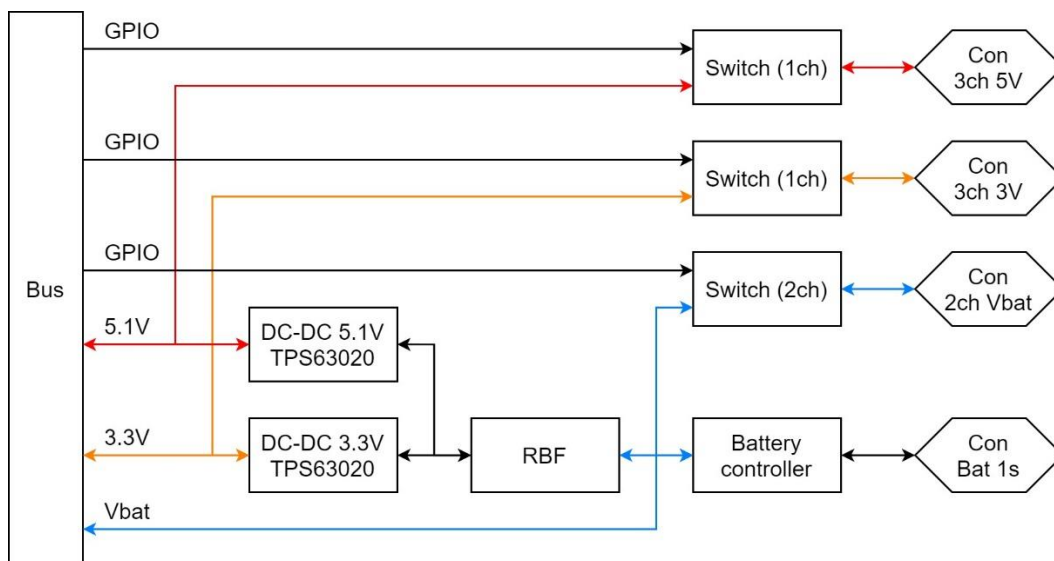 GPIO
Switch (1ch)
Con
3ch 5V
GPIO
Switch (1ch)
Con
3ch 3V
GPIO
Switch (2ch)
Con
2ch Vbat
Bus
5.1V
DC-DC 5.1V
TPS63020
3.3V
DC-DC 3.3V
TPS63020
RBF
Battery
controller
Con
Bat 1s
Vbat